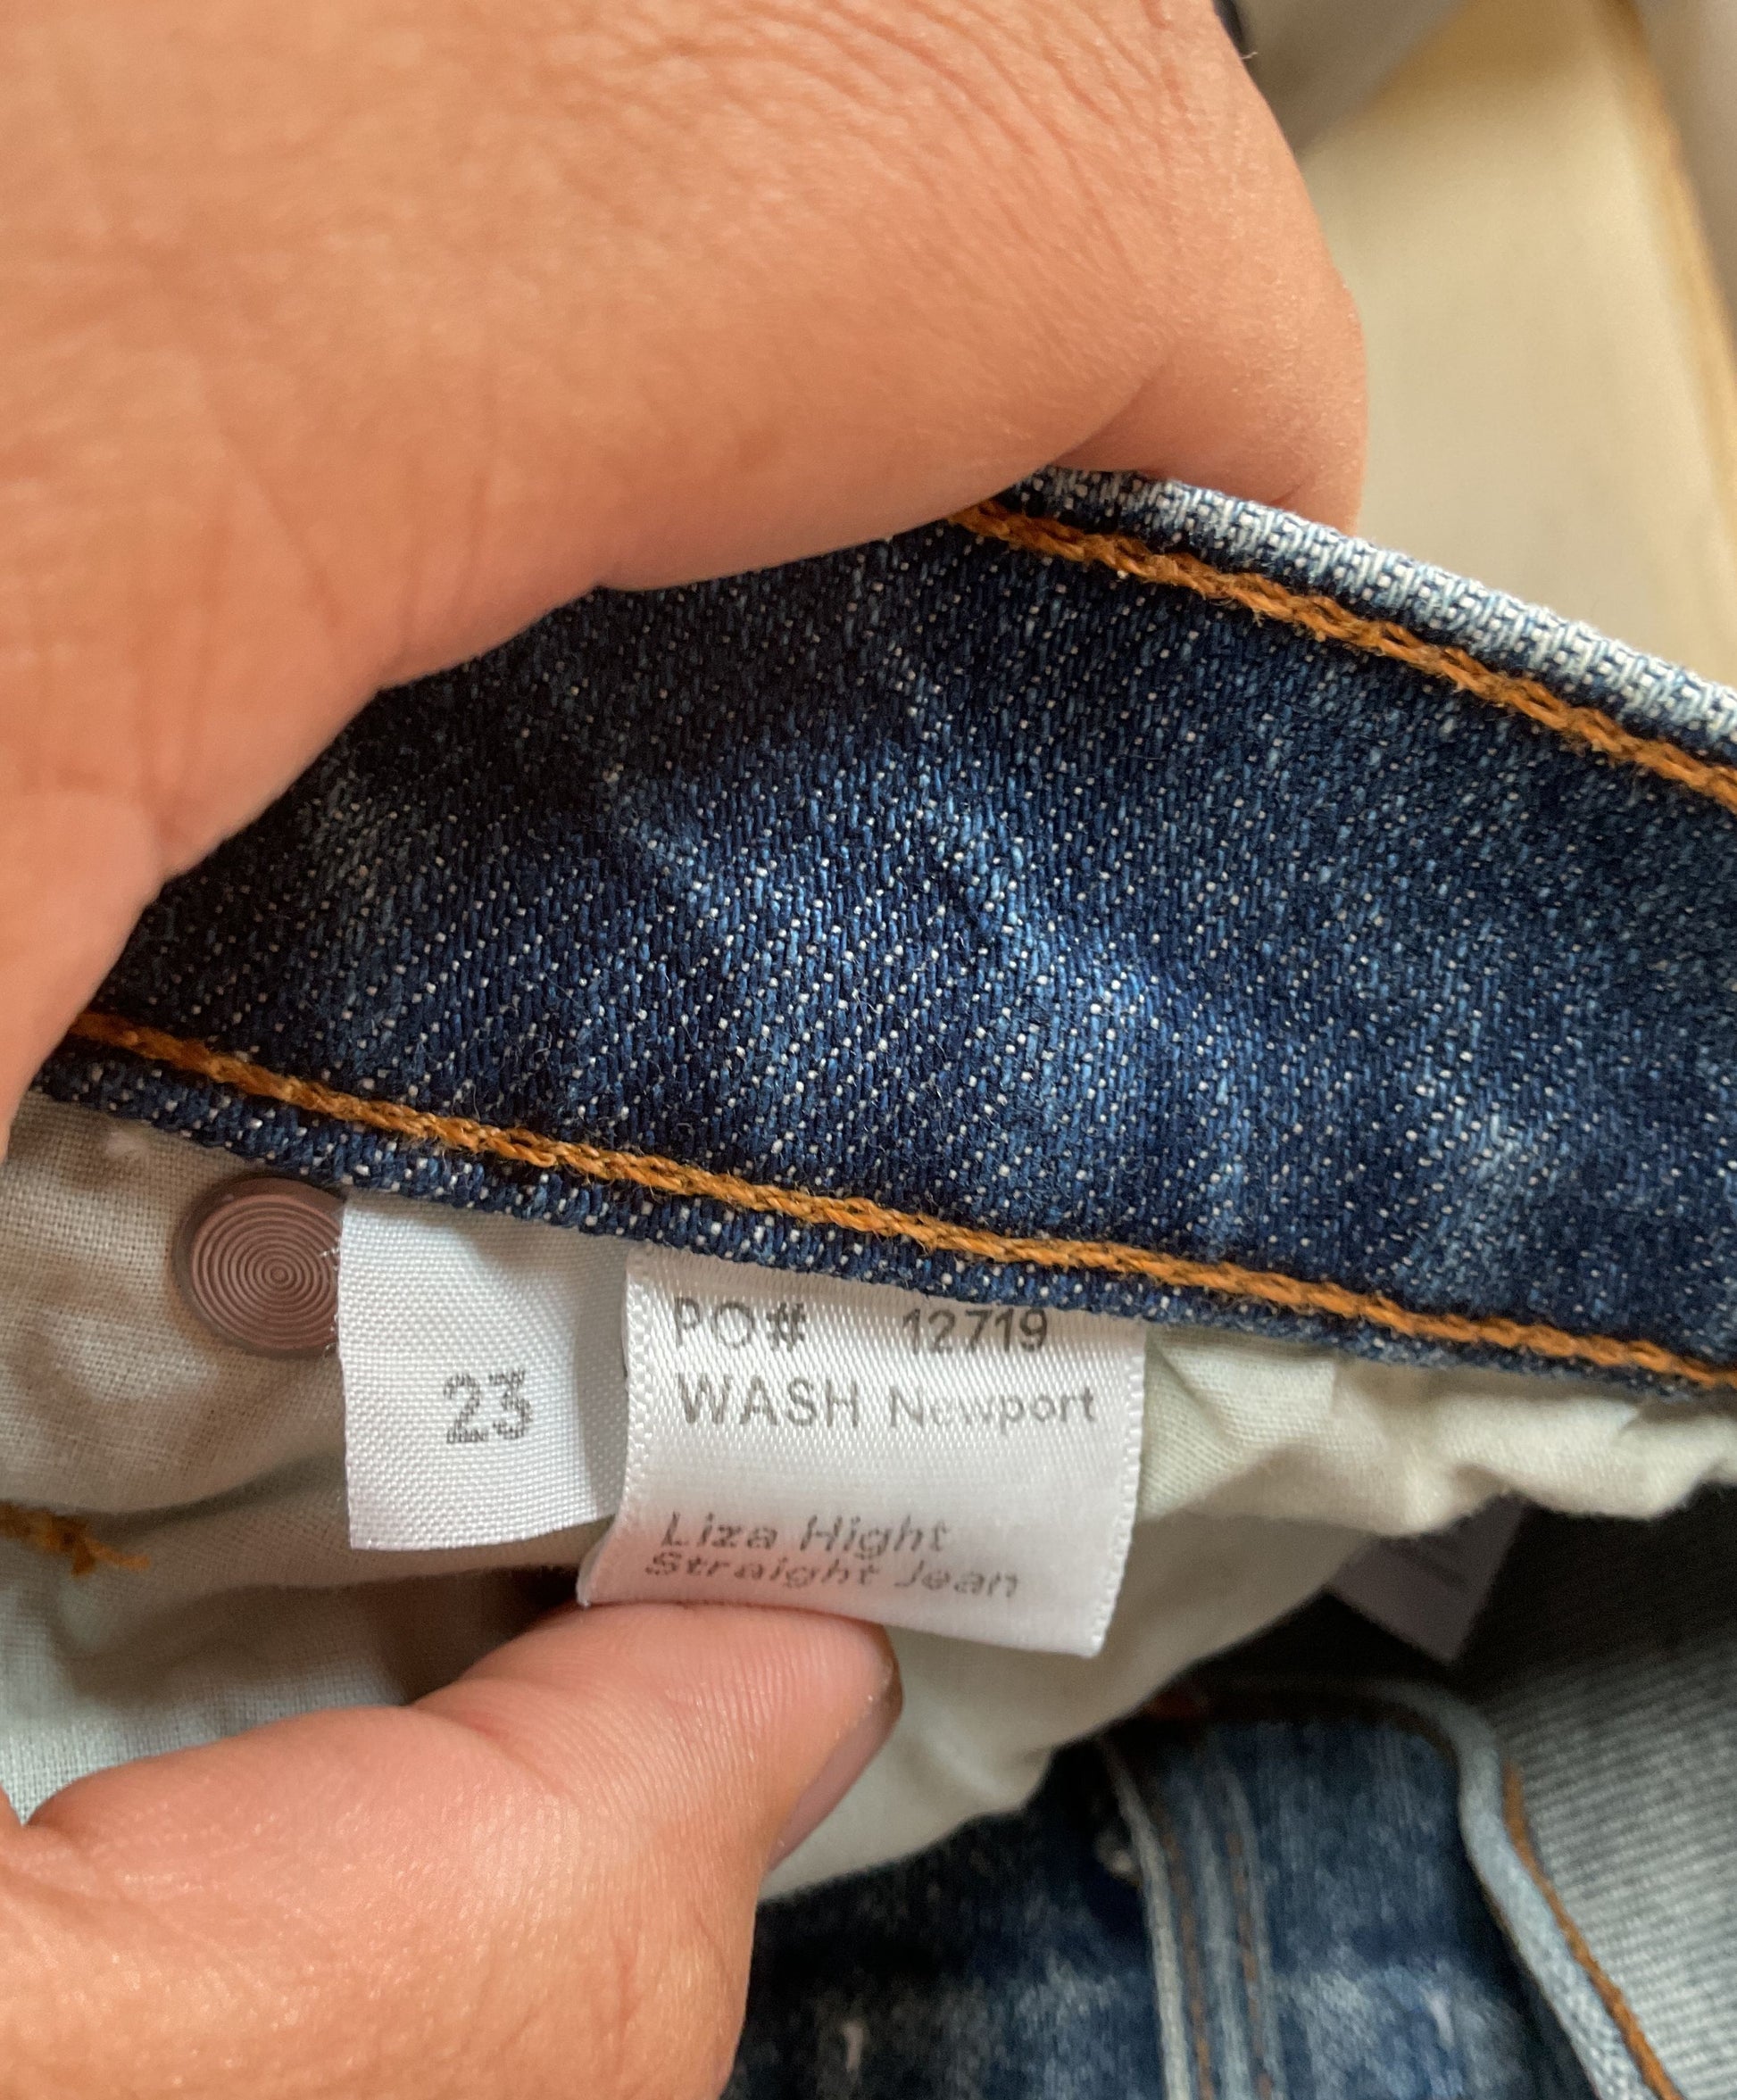 23
PO# 12719
WASH Newport
Liza Hight
Straight Jean